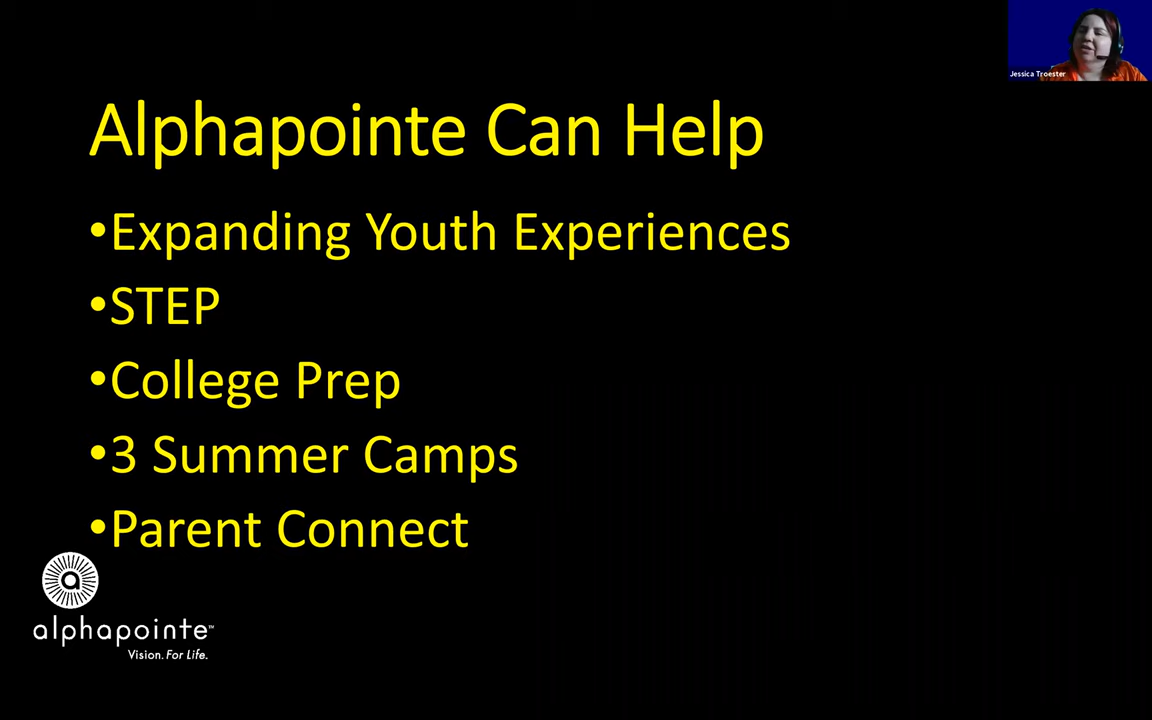 Jessica Troester
Alphapointe Can Help
•Expanding Youth Experiences
•STEP
•College Prep
•3 Summer Camps
•Parent Connect
alphapointe™
Vision. For Life.